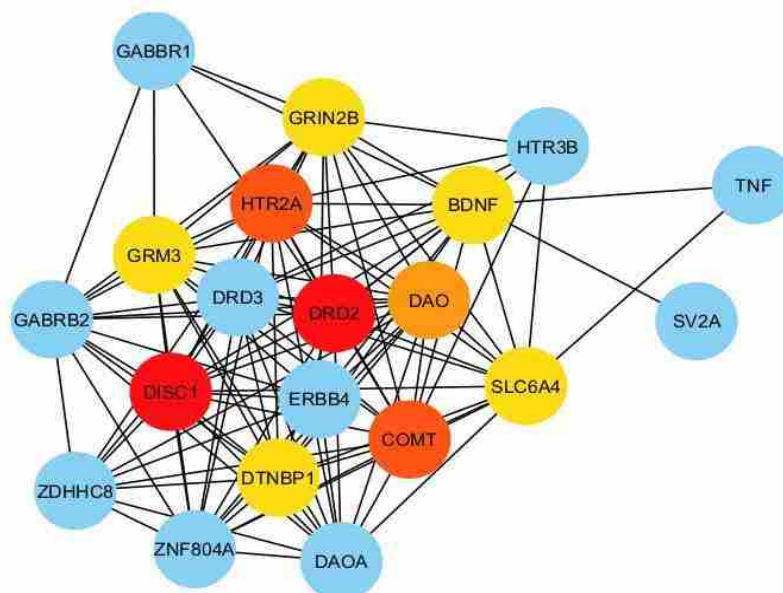 GABBR1
GRIN2B
HTR3B
TNF
HTR2A
BDNF
GRM3
DRD3
DRD2
DAO
GABRB2
SV2A
DISC1
ERBB4
SLC6A4
COMT
ZDHHC8
DTNBP1
ZNF804A
DAOA